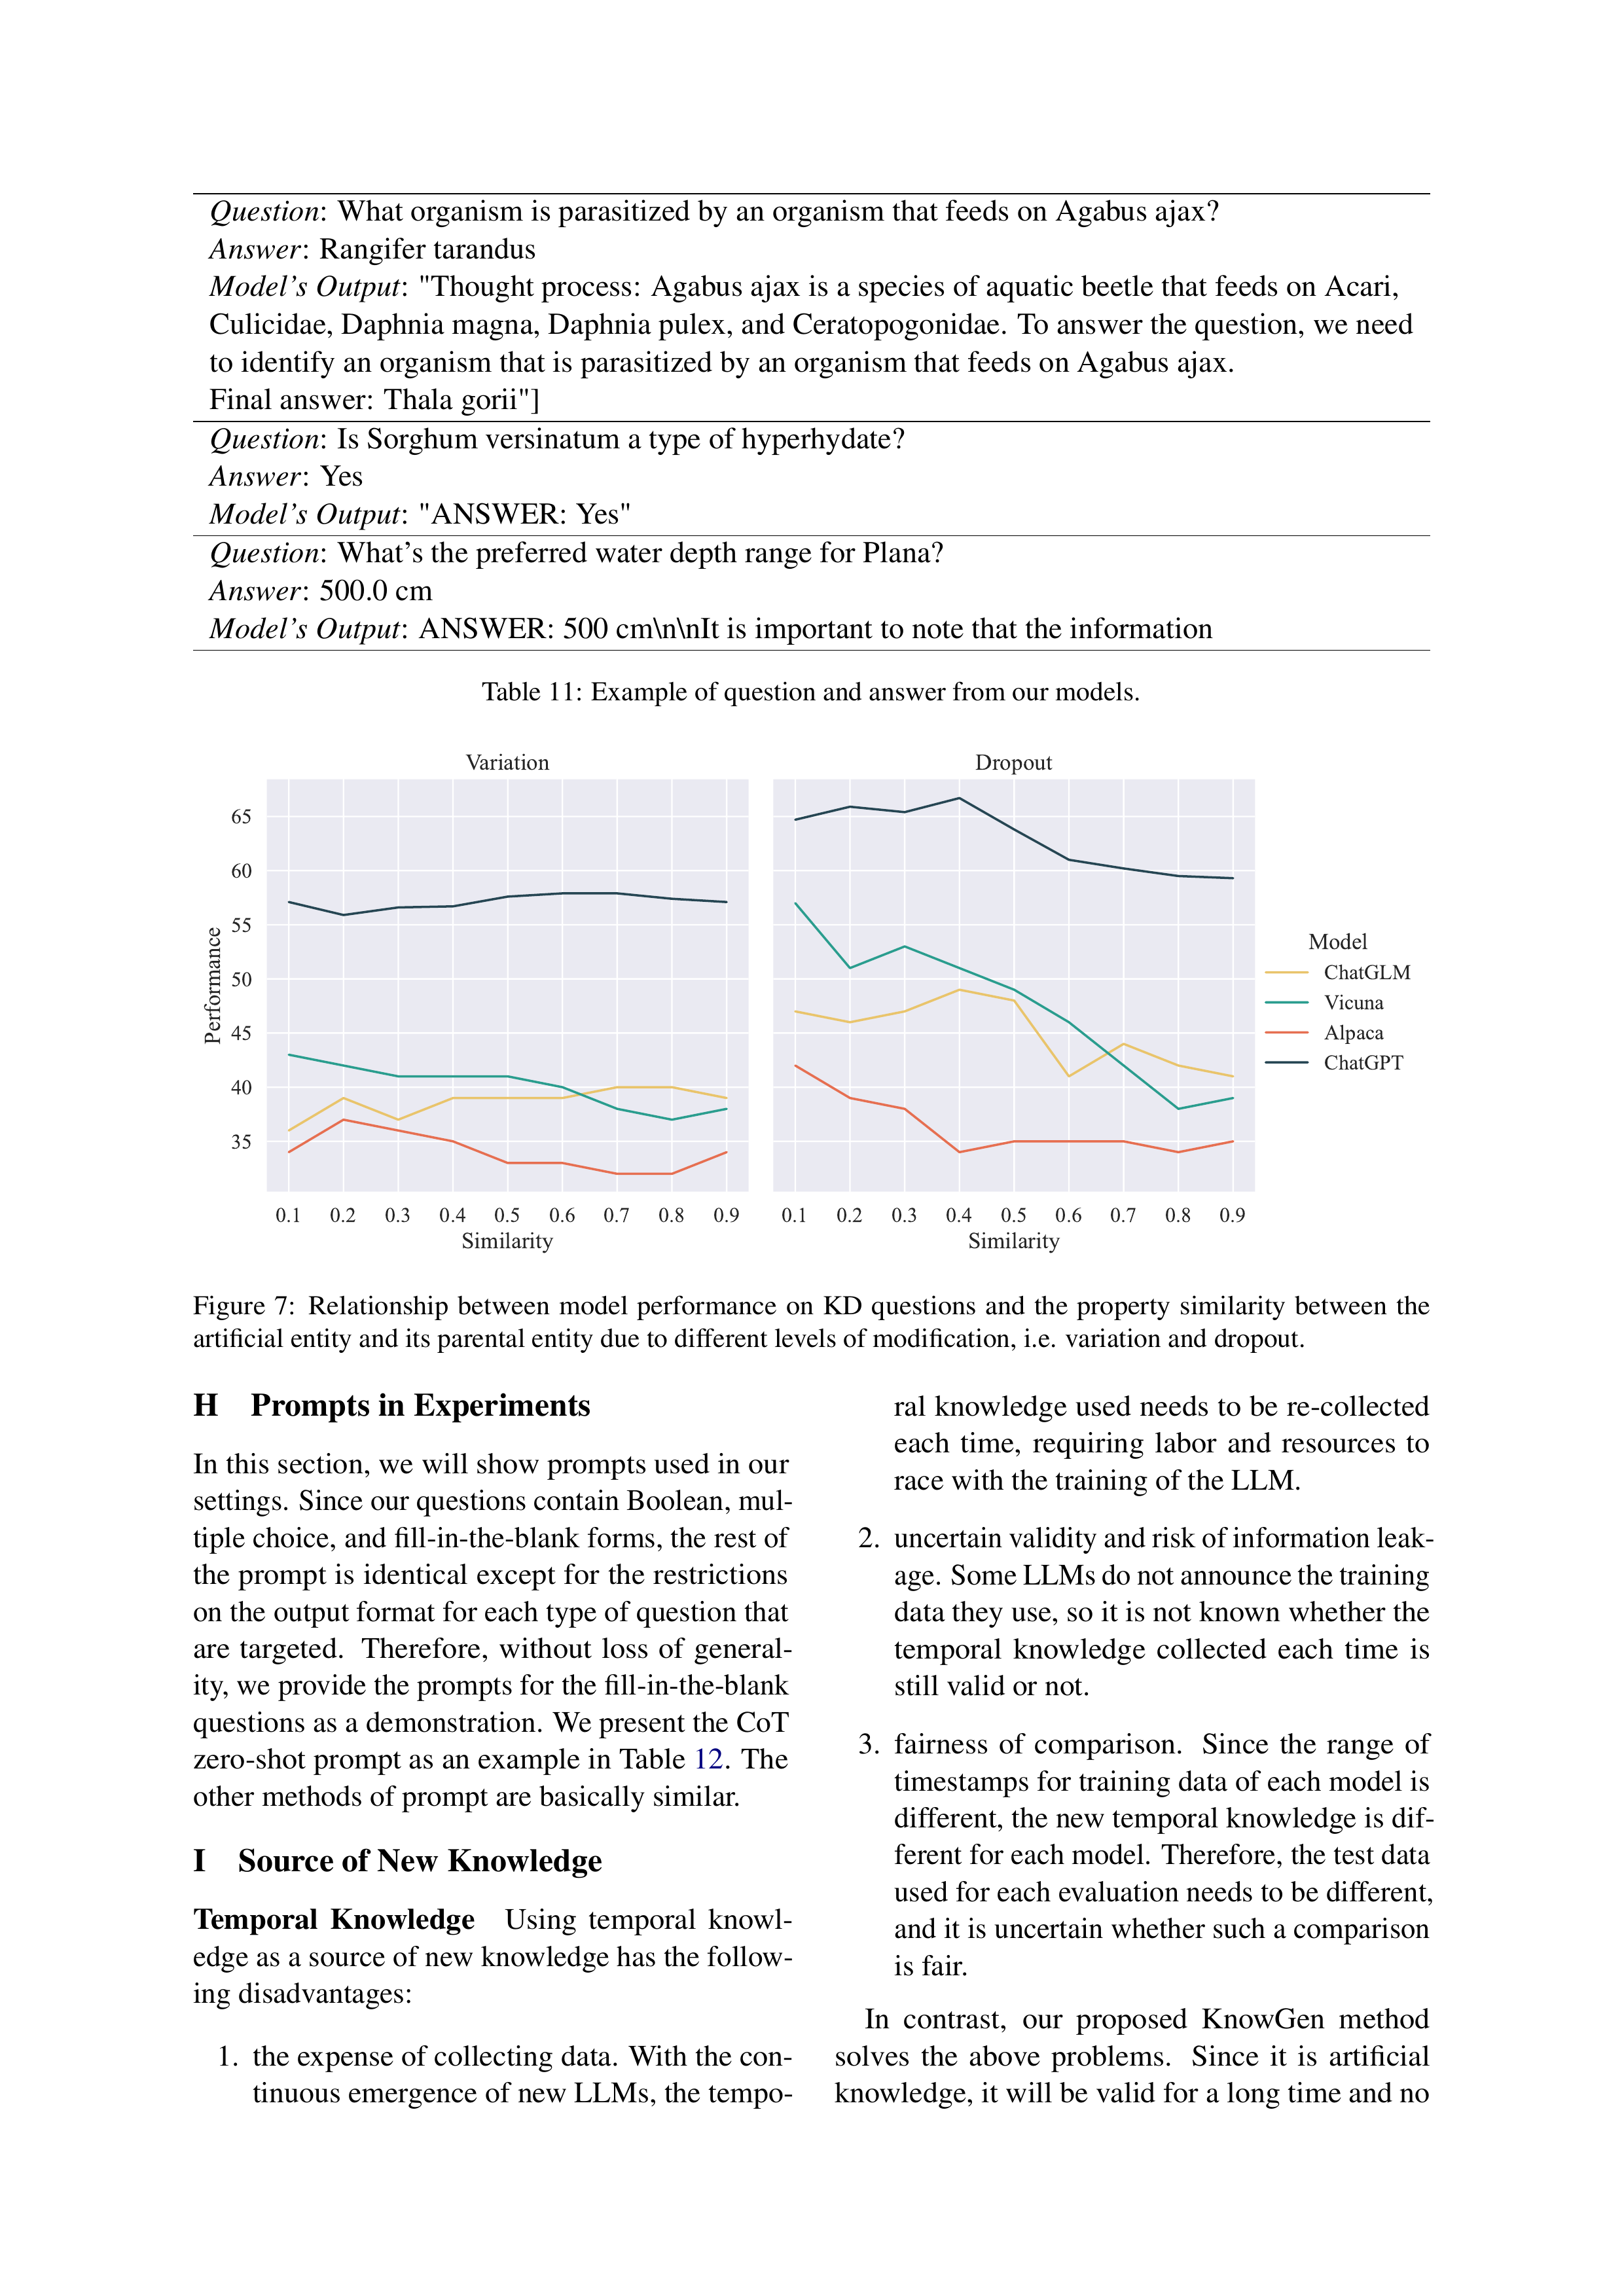 Question: What organism is parasitized by an organism that feeds on Agabus ajax?
Answer: Rangifer tarandus
Model's Output: "Thought process: Agabus ajax is a species of aquatic beetle that feeds on Acari,
Culicidae, Daphnia magna, Daphnia pulex, and Ceratopogonidae. To answer the question, we need
to identify an organism that is parasitized by an organism that feeds on Agabus ajax.
Final answer: Thala gorii"]
Question: Is Sorghum versinatum a type of hyperhydate?
Answer: Yes
Model's Output: "ANSWER: Yes"
Question: What's the preferred water depth range for Plana?
Answer: 500.0 cm
Model's Output: ANSWER: 500 cm\n\nIt is important to note that the information
Table 11: Example of question and answer from our models.
Variation
Dropout
65
60
55
50
45
40
35
Performance
0.1 0.2 0.3 0.4 0.5 0.6 0.7 0.8 0.9
Similarity
0.1 0.2 0.3 0.4 0.5 0.6 0.7 0.8 0.9
Similarity
Model
ChatGLM
Vicuna
Alpaca
ChatGPT
Figure 7: Relationship between model performance on KD questions and the property similarity between the
artificial entity and its parental entity due to different levels of modification, i.e. variation and dropout.
H Prompts in Experiments
In this section, we will show prompts used in our
settings. Since our questions contain Boolean, mul-
tiple choice, and fill-in-the-blank forms, the rest of
the prompt is identical except for the restrictions
on the output format for each type of question that
are targeted. Therefore, without loss of general-
ity, we provide the prompts for the fill-in-the-blank
questions as a demonstration. We present the CoT
zero-shot prompt as an example in Table 12. The
other methods of prompt are basically similar.
I Source of New Knowledge
Temporal Knowledge Using temporal knowl-
edge as a source of new knowledge has the follow-
ing disadvantages:
1. the expense of collecting data. With the con-
tinuous emergence of new LLMs, the tempo-
ral knowledge used needs to be re-collected
each time, requiring labor and resources to
race with the training of the LLM.
2. uncertain validity and risk of information leak-
age. Some LLMs do not announce the training
data they use, so it is not known whether the
temporal knowledge collected each time is
still valid or not.
3. fairness of comparison. Since the range of
timestamps for training data of each model is
different, the new temporal knowledge is dif-
ferent for each model. Therefore, the test data
used for each evaluation needs to be different,
and it is uncertain whether such a comparison
is fair.
In contrast, our proposed KnowGen method
solves the above problems. Since it is artificial
knowledge, it will be valid for a long time and no